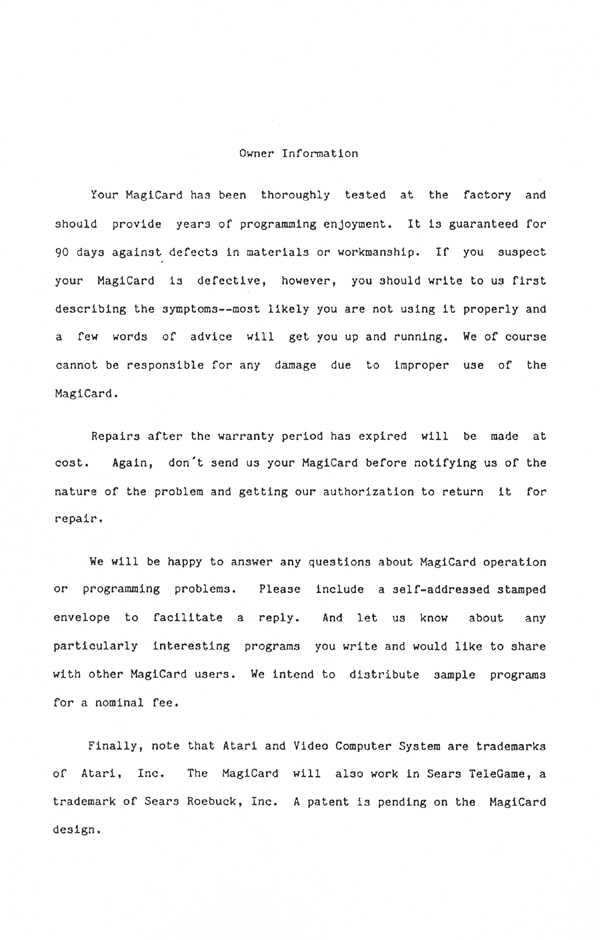 Owner Information
Your MagiCard has been thoroughly tested at the factory and
should provide years of programming enjoyment. It is guaranteed for
90 days against defects in materials or workmanship. If you suspect
your MagiCard is defective, however, you should write to us first
describing the symptoms--most likely you are not using it properly and
a few words of advice will get you up and running. We of course
cannot be responsible for any damage due to improper use of the
MagiCard.
Repairs after the warranty period has expired will be made at
cost. Again, don't send us your MagiCard before notifying us of the
nature of the problem and getting our authorization to return it for
repair.
We will be happy to answer any questions about MagiCard operation
or programming problems. Please include a self-addressed stamped
envelope to facilitate a reply. And let us know about any
particularly interesting programs you write and would like to share
with other MagiCard users. We intend to distribute sample programs
for a nominal fee.
Finally, note that Atari and Video Computer System are trademarks
of Atari, Inc. The MagiCard will also work in Sears TeleGame, a
trademark of Sears Roebuck, Inc. A patent is pending on the MagiCard
design.